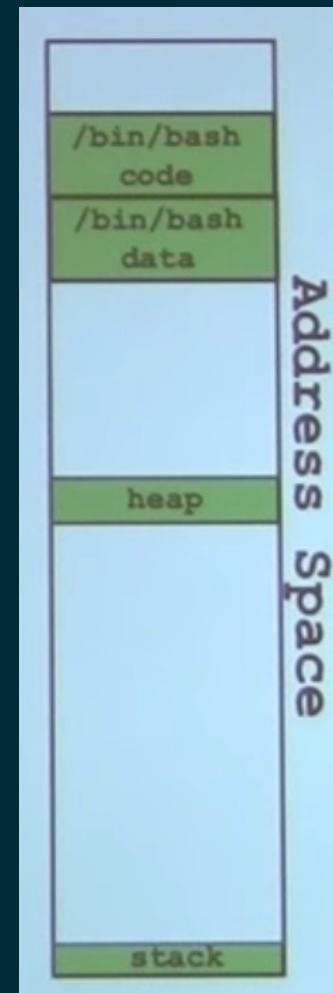 /bin/bash
code
/bin/bash
data
heap
stack
Address Space